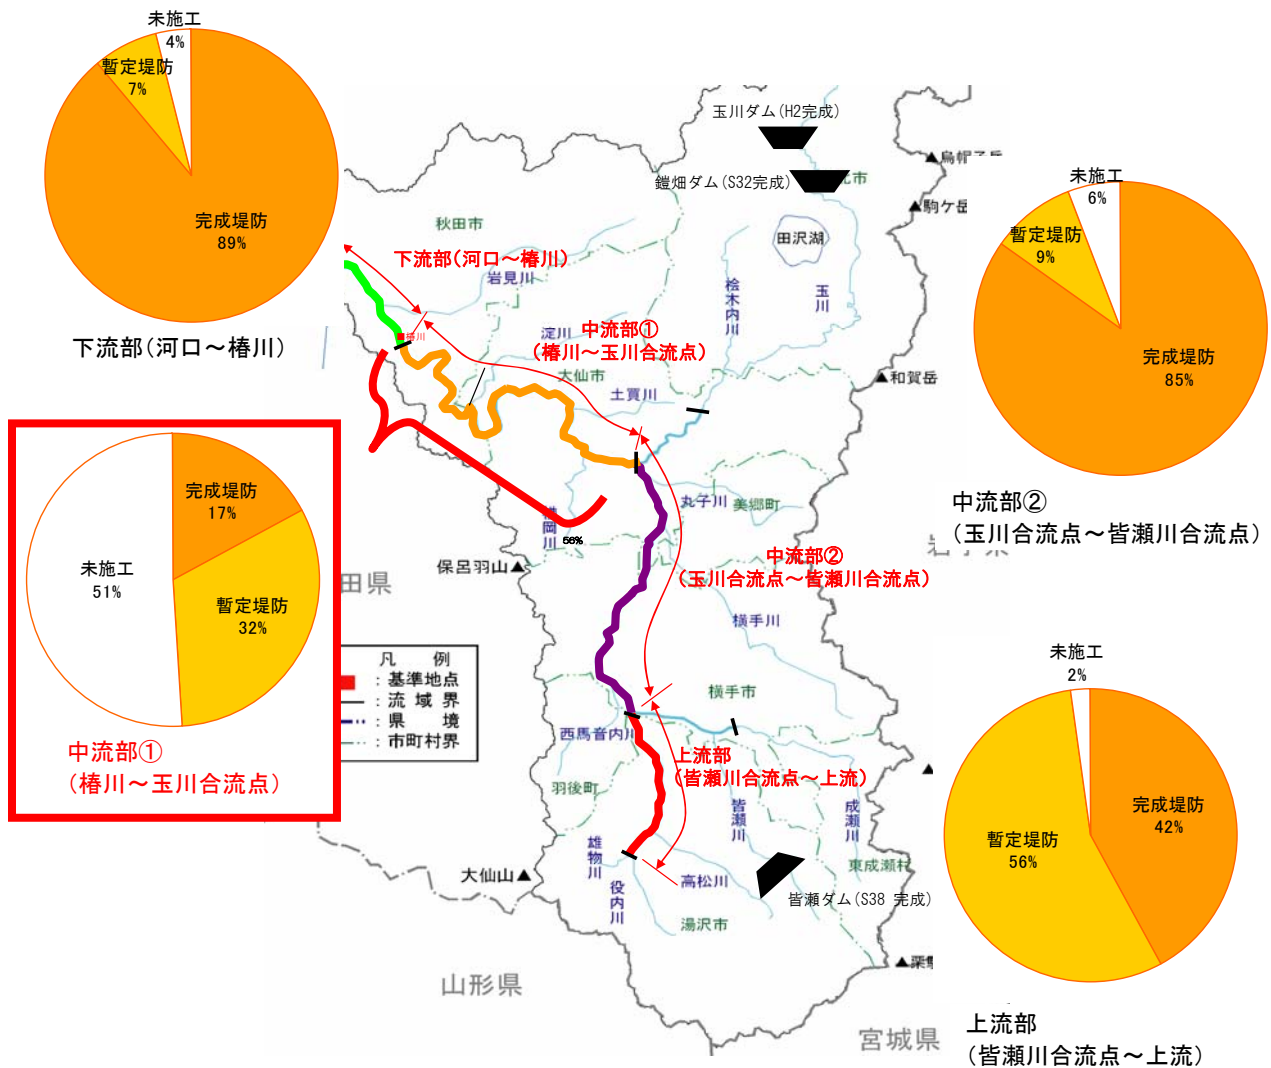 未施工
4%
暫定堤防
7%
完成堤防
89%
下流部(河口～椿川)
玉川ダム(H2完成)
鎧畑ダム(S32完成)
北市
秋田市
下流部(河口～椿川)
岩見川
椿川
淀川
中流部①
(椿川～玉川合流点)
大仙市
土買川
田沢湖
桧木内川
玉川
▲駒ケ岳
▲和賀岳
未施工
6%
暫定堤防
9%
完成堤防
85%
中流部②
(玉川合流点～皆瀬川合流点)
完成堤防
17%
暫定堤防
32%
未施工
51%
中流部①
(椿川～玉川合流点)
丸子川
美郷町
56%
保呂羽山▲
田県
中流部②
(玉川合流点～皆瀬川合流点)
横手川
凡 例
：基準地点
：流 域 界
：県 境
：市町村界
横手市
西馬音内川
羽後町
上流部
(皆瀬川合流点～上流)
皆瀬川
成瀬川
東成瀬村
雄物川
役内川
高松川
皆瀬ダム(S38 完成)
湯沢市
大仙山▲
山形県
宮城県
未施工
2%
暫定堤防
56%
完成堤防
42%
上流部
(皆瀬川合流点～上流)